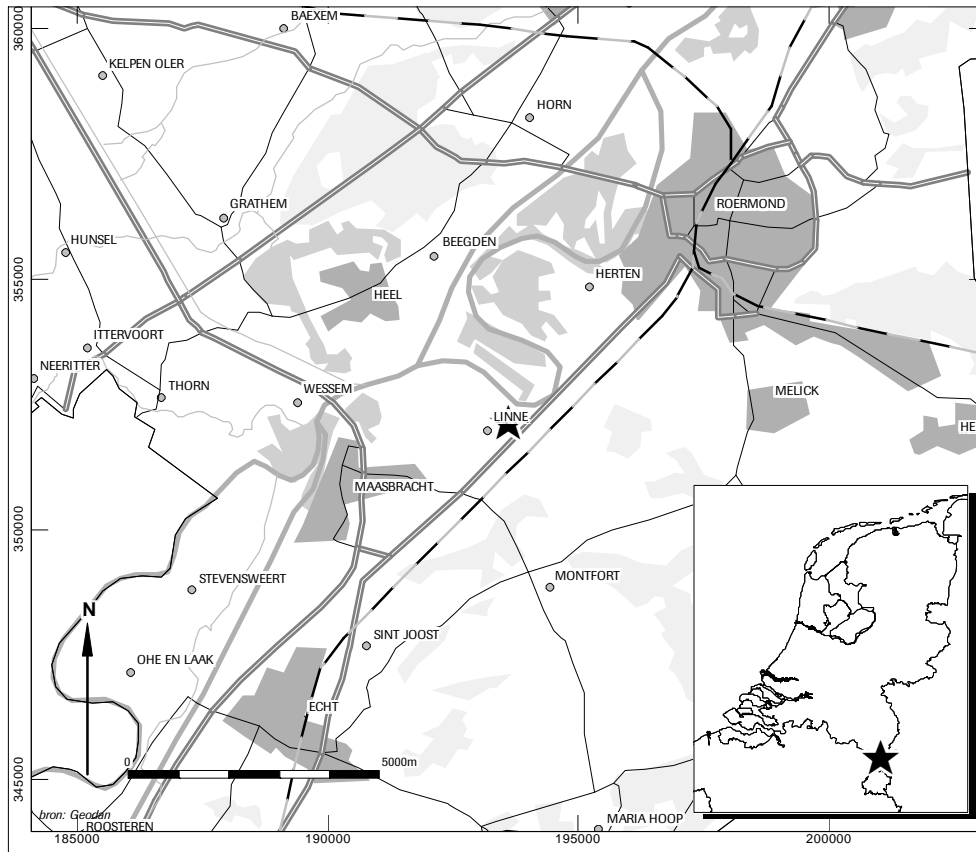 BAEXEM
360000
KELPEN OLER
HORN
GRATHEM
ROERMOND
HUNSEL
BEEGDEN
355000
HERTEN
HEEL
ITTERVOORT
NEERITTER
THORN
WESSEM
MELICK
LINNE
HE
MAASBRACHT
350000
STEVENSWEERT
MONTFORT
N
SINT JOOST
OHE EN LAAK
ECHT
0 5000m
345000
bron: Geodan
ROOSTEREN
MARIA HOOP
185000 190000 195000 200000